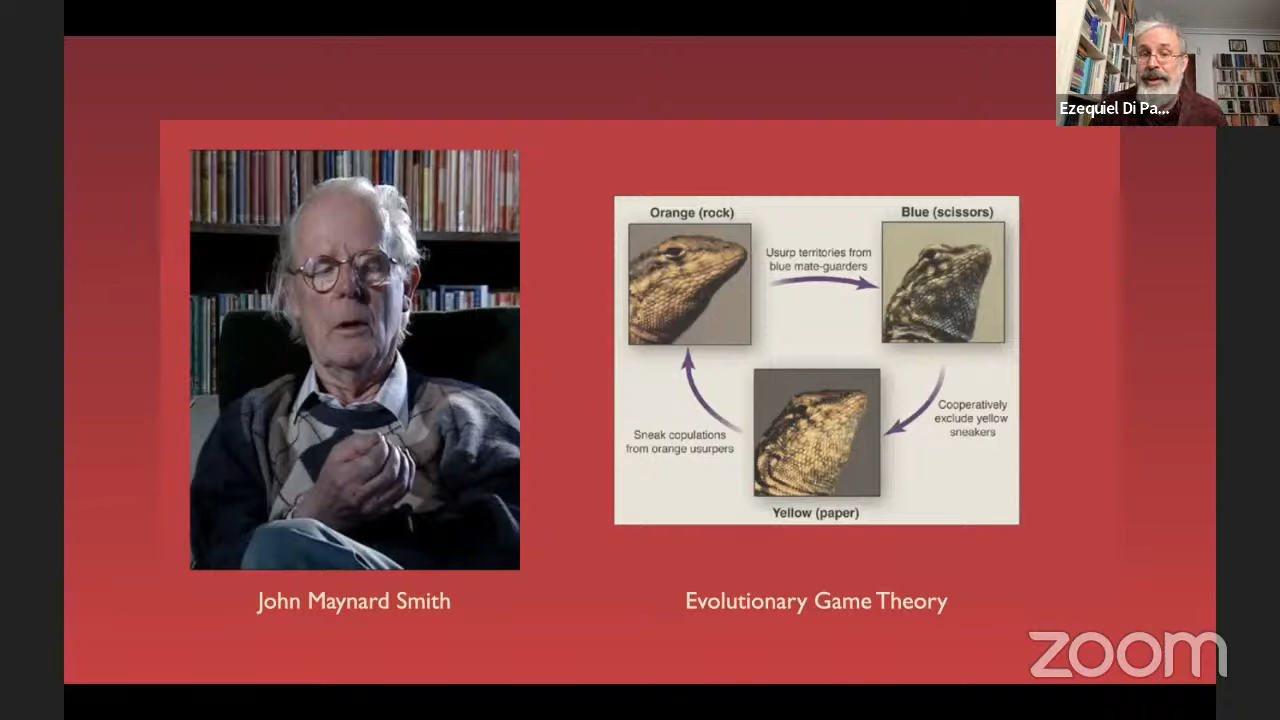 Ezequiel Di Pa...
Orange (rock)
Blue (scissors)
Usurp territories from
blue mate-guarders
Cooperatively
exclude yellow
sneakers
Sneak copulations
from orange usurpers
Yellow (paper)
John Maynard Smith
Evolutionary Game Theory
zoom